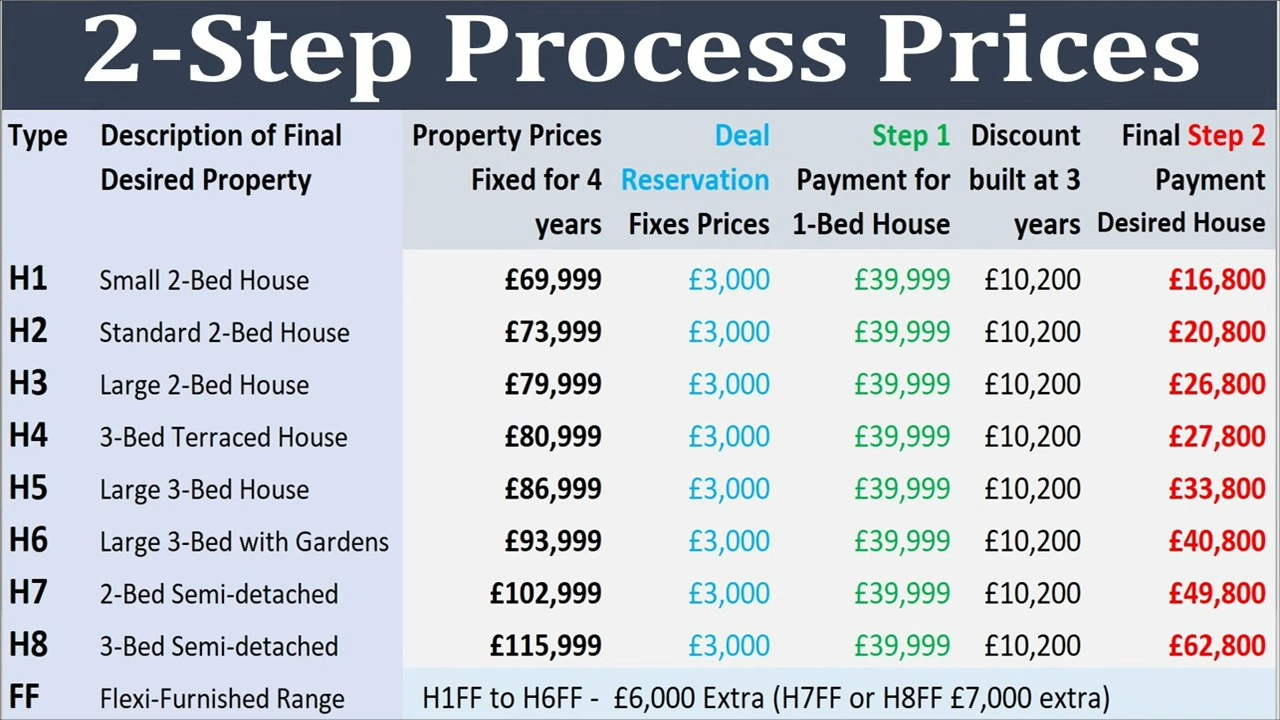 2-Step Process Prices
Type Description of Final Property Prices Deal Step 1 Discount Final Step 2
Desired Property Fixed for 4 Reservation Payment for built at 3 Payment
years Fixes Prices 1-Bed House years Desired House
H1 Small 2-Bed House £69,999 £3,000 £39,999 £10,200 £16,800
H2 Standard 2-Bed House £73,999 £3,000 £39,999 £10,200 £20,800
H3 Large 2-Bed House £79,999 £3,000 £39,999 £10,200 £26,800
H4 3-Bed Terraced House £80,999 £3,000 £39,999 £10,200 £27,800
H5 Large 3-Bed House £86,999 £3,000 £39,999 £10,200 £33,800
H6 Large 3-Bed with Gardens £93,999 £3,000 £39,999 £10,200 £40,800
H7 2-Bed Semi-detached £102,999 £3,000 £39,999 £10,200 £49,800
H8 3-Bed Semi-detached £115,999 £3,000 £39,999 £10,200 £62,800
FF Flexi-Furnished Range H1FF to H6FF - £6,000 Extra (H7FF or H8FF £7,000 extra)